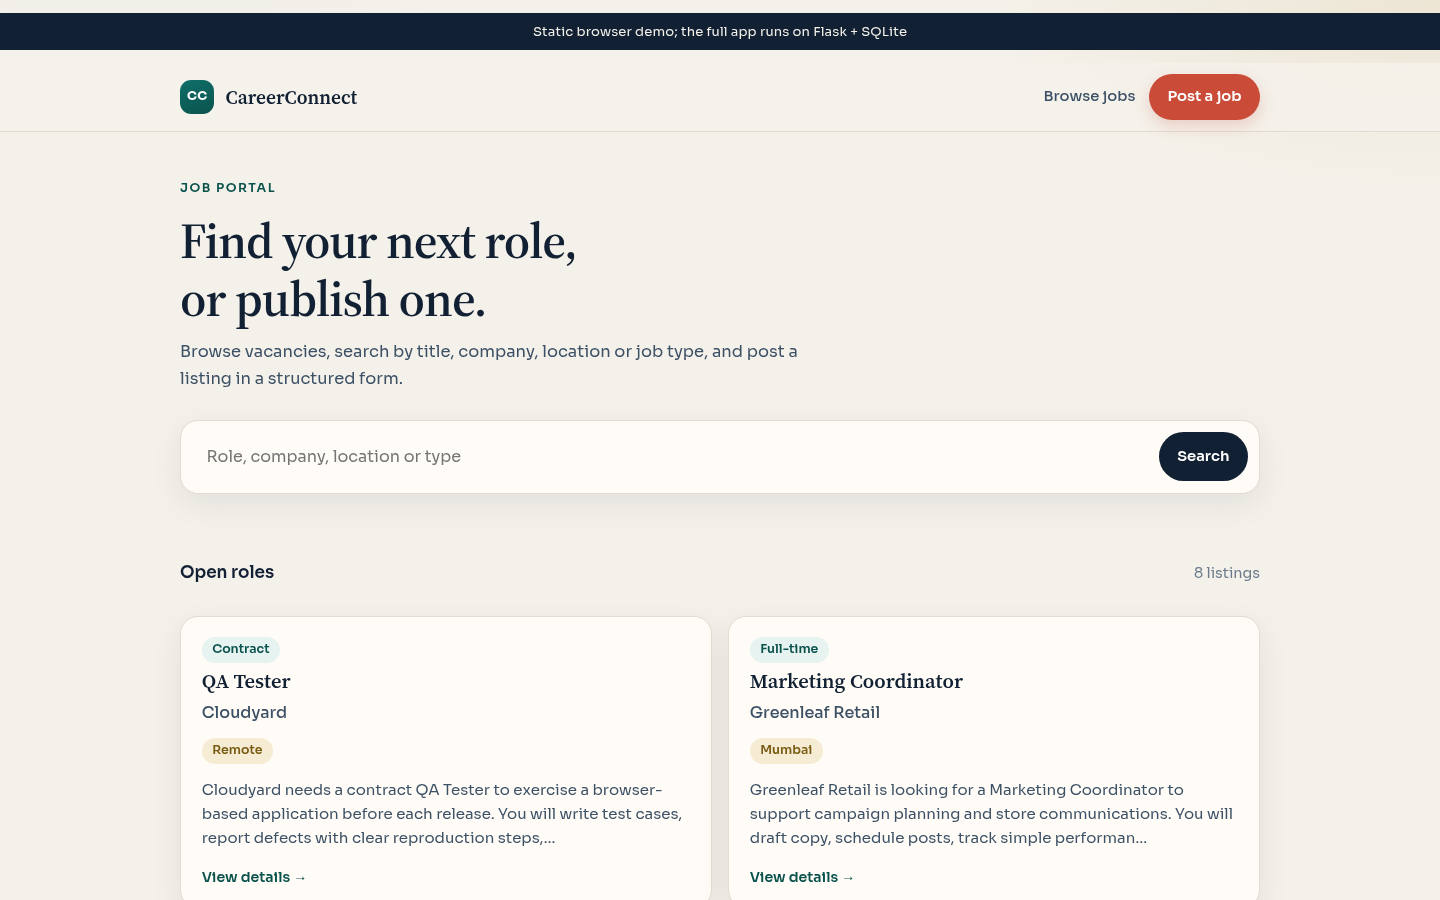 Static browser demo; the full app runs on Flask + SQLite
CC CareerConnect
Browse jobs
Post a job
JOB PORTAL
Find your next role,
or publish one.
Browse vacancies, search by title, company, location or job type, and post a
listing in a structured form.
Role, company, location or type
Search
Open roles
8 listings
Contract
QA Tester
Cloudyard
Remote
Cloudyard needs a contract QA Tester to exercise a browser-
based application before each release. You will write test cases,
report defects with clear reproduction steps,...
View details →
Full-time
Marketing Coordinator
Greenleaf Retail
Mumbai
Greenleaf Retail is looking for a Marketing Coordinator to
support campaign planning and store communications. You will
draft copy, schedule posts, track simple performan...
View details →